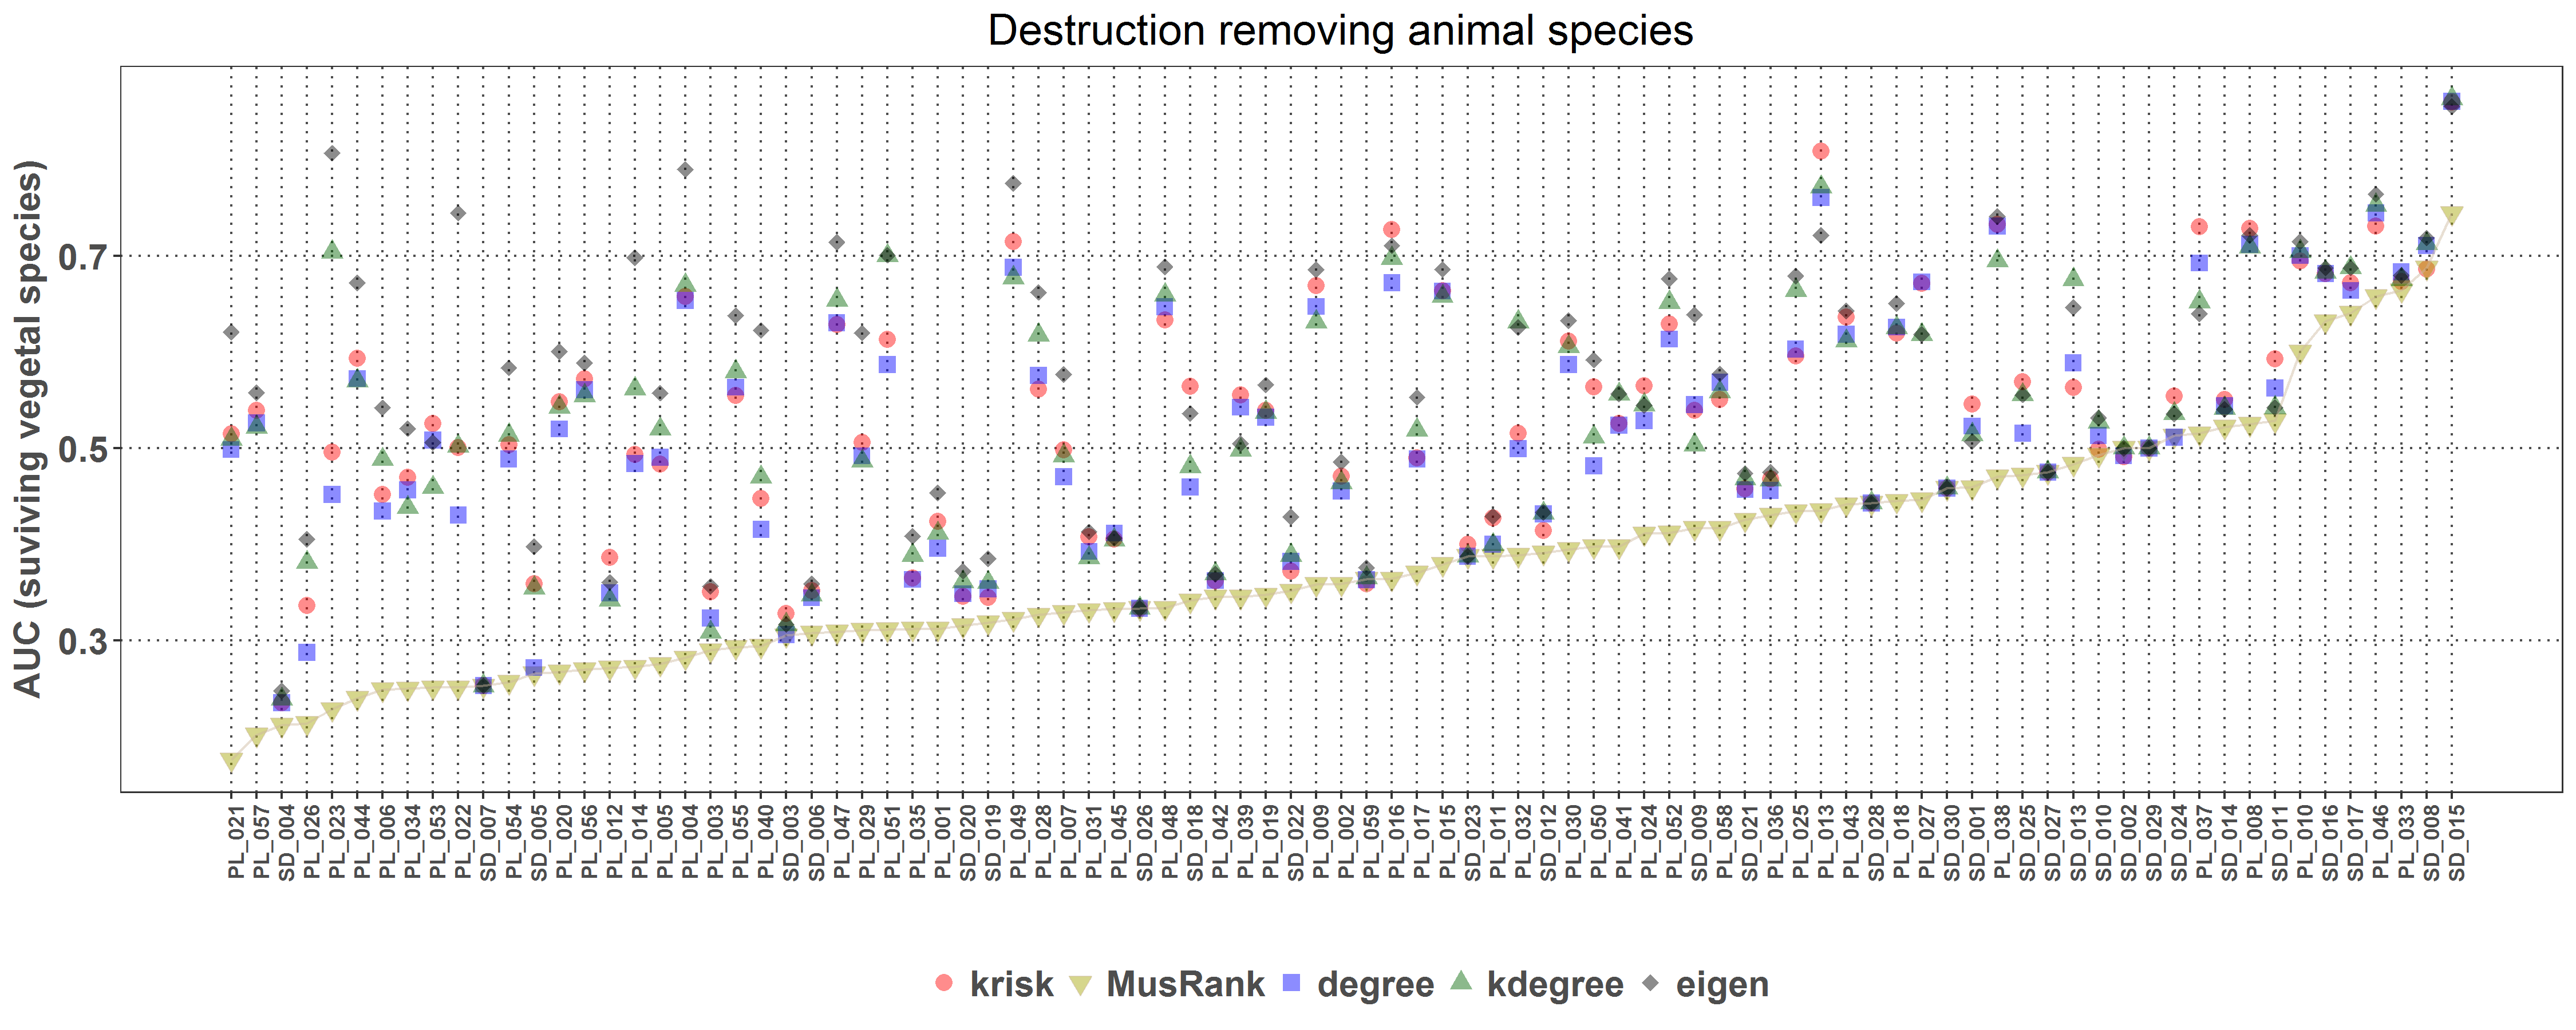 Destruction removing animal species
AUC (suviving vegetal species)
0.7
0.5
0.3
PL_021
PL_057
SD_004
PL_026
PL_023
PL_044
PL_006
PL_034
PL_053
PL_022
SD_007
PL_054
SD_005
PL_020
PL_056
PL_012
PL_014
PL_005
PL_004
PL_003
PL_055
PL_040
SD_003
SD_006
PL_047
PL_029
PL_051
PL_035
PL_001
SD_020
SD_019
PL_049
PL_028
PL_007
PL_031
PL_045
SD_026
PL_048
SD_018
PL_042
PL_039
PL_019
SD_022
PL_009
PL_002
PL_059
PL_016
PL_017
PL_015
SD_023
PL_011
PL_032
SD_012
PL_030
PL_050
PL_041
PL_024
PL_052
SD_009
PL_058
SD_021
PL_036
PL_025
PL_013
PL_043
SD_028
PL_018
PL_027
SD_030
SD_001
PL_038
SD_025
SD_027
SD_013
SD_010
SD_002
SD_029
SD_024
PL_037
SD_014
PL_008
SD_011
PL_010
SD_016
SD_017
PL_046
PL_033
SD_008
SD_015
krisk MusRank degree kdegree eigen